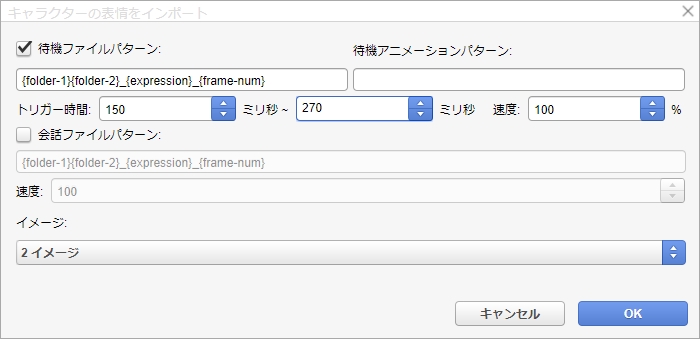 キャラクターの表情をインポート
待機ファイルパターン: 待機アニメーションパターン:
{folder-1}{folder-2}_{expression}_{frame-num}
トリガー時間: 150 ミリ秒 ~ 270 ミリ秒 速度: 100 %
会話ファイルパターン:
{folder-1}{folder-2}_{expression}_{frame-num}
速度: 100
イメージ:
2 イメージ
キャンセル OK